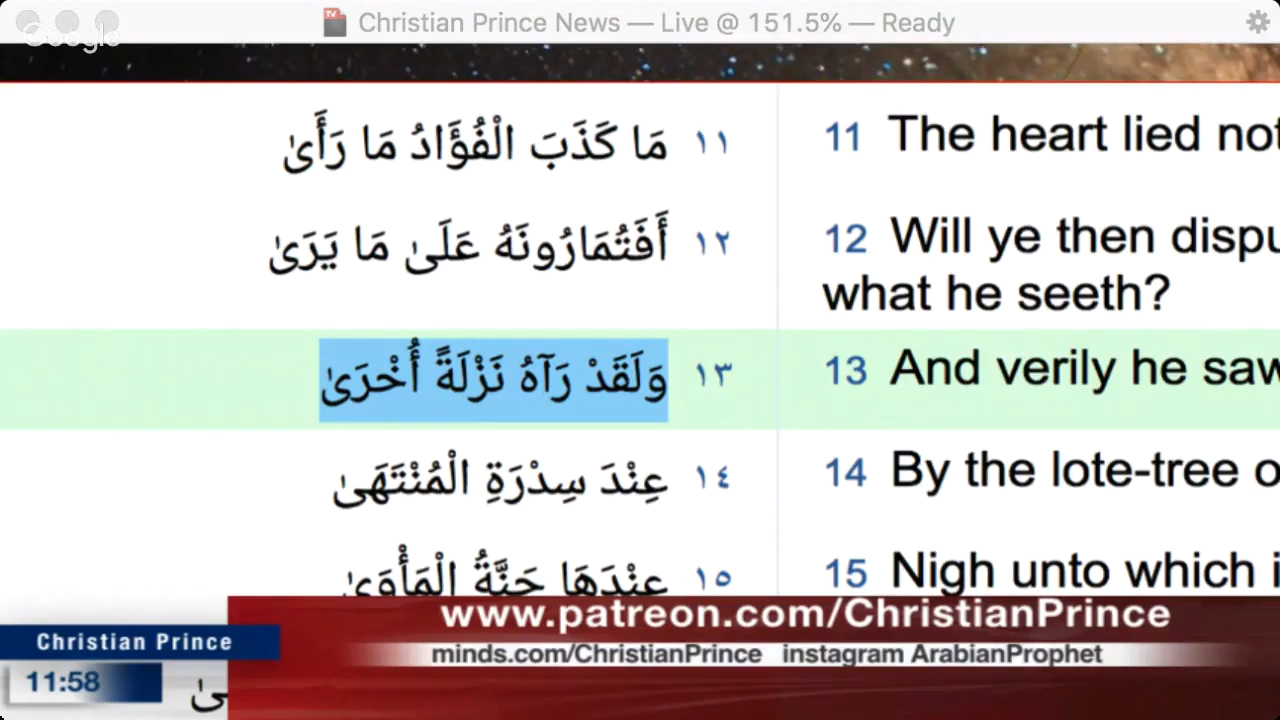 Christian Prince News — Live @ 151.5% — Ready
Google
مَا كَذَبَ الْفُؤَادُ مَا رَأَىٰ ١١
11 The heart lied not
أَفَتُمَارُونَهُ عَلَىٰ مَا يَرَىٰ ١٢
12 Will ye then dispu
what he seeth?
وَلَقَدْ رَآهُ نَزْلَةً أُخْرَىٰ ١٣
13 And verily he saw
عِنْدَ سِدْرَةِ الْمُنْتَهَىٰ ١٤
14 By the lote-tree o
عِنْدَهَا جَنَّةُ الْمَأْوَىٰ ١٥
15 Nigh unto which i
www.patreon.com/ChristianPrince
Christian Prince
minds.com/ChristianPrince instagram ArabianProphet
11:58